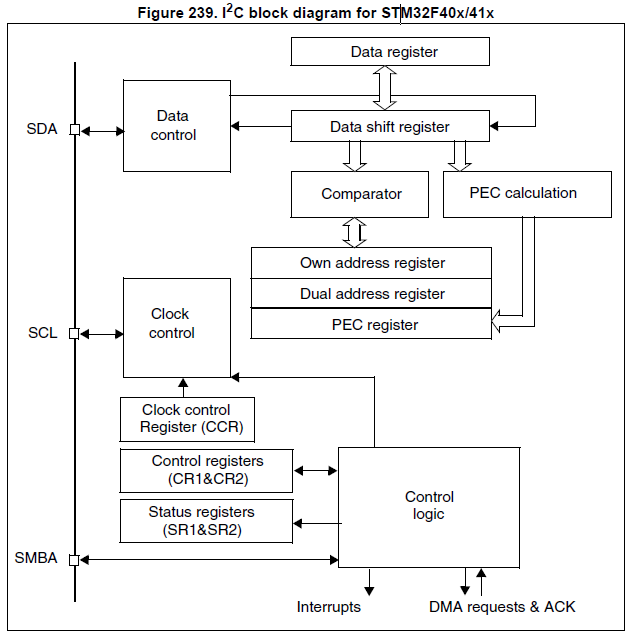 Figure 239. I2C block diagram for STM32F40x/41x
Data register
Data
control
SDA
Data shift register
Comparator
PEC calculation
Own address register
Dual address register
PEC register
Clock
control
SCL
Clock control
Register (CCR)
Control registers
(CR1&CR2)
Control
logic
Status registers
(SR1&SR2)
SMBA
Interrupts
DMA requests & ACK